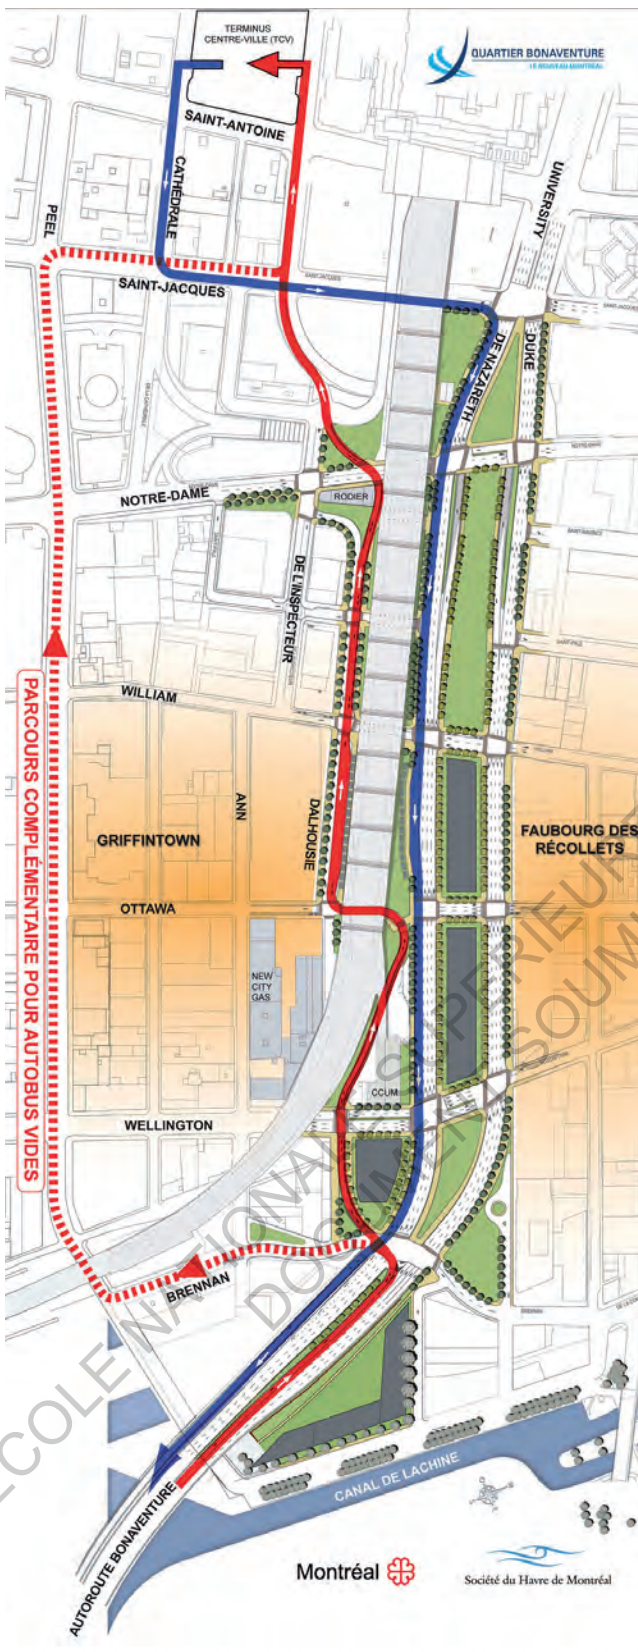 TERMINUS
CENTRE-VILLE (TCV)
QUARTIER BONAVENTURE
LE NOUVEAU MONTRÉAL
SAINT-ANTOINE
CATHÉDRALE
UNIVERSITY
PEEL
SAINT-JACQUES
DE NAZARETH
DUKE
NOTRE-DAME
RODIER
DE L'INSPECTEUR
WILLIAM
PARCOURS COMPLÉMENTAIRE POUR AUTOBUS VIDES
ANN
DALHOUSIE
GRIFFINTOWN
FAUBOURG DES
RÉCOLLETS
OTTAWA
NEW
CITY
GAS
CCUM
WELLINGTON
BRENNAN
CANAL DE LACHINE
AUTOROUTE BONAVENTURE
Montréal
Société du Havre de Montréal